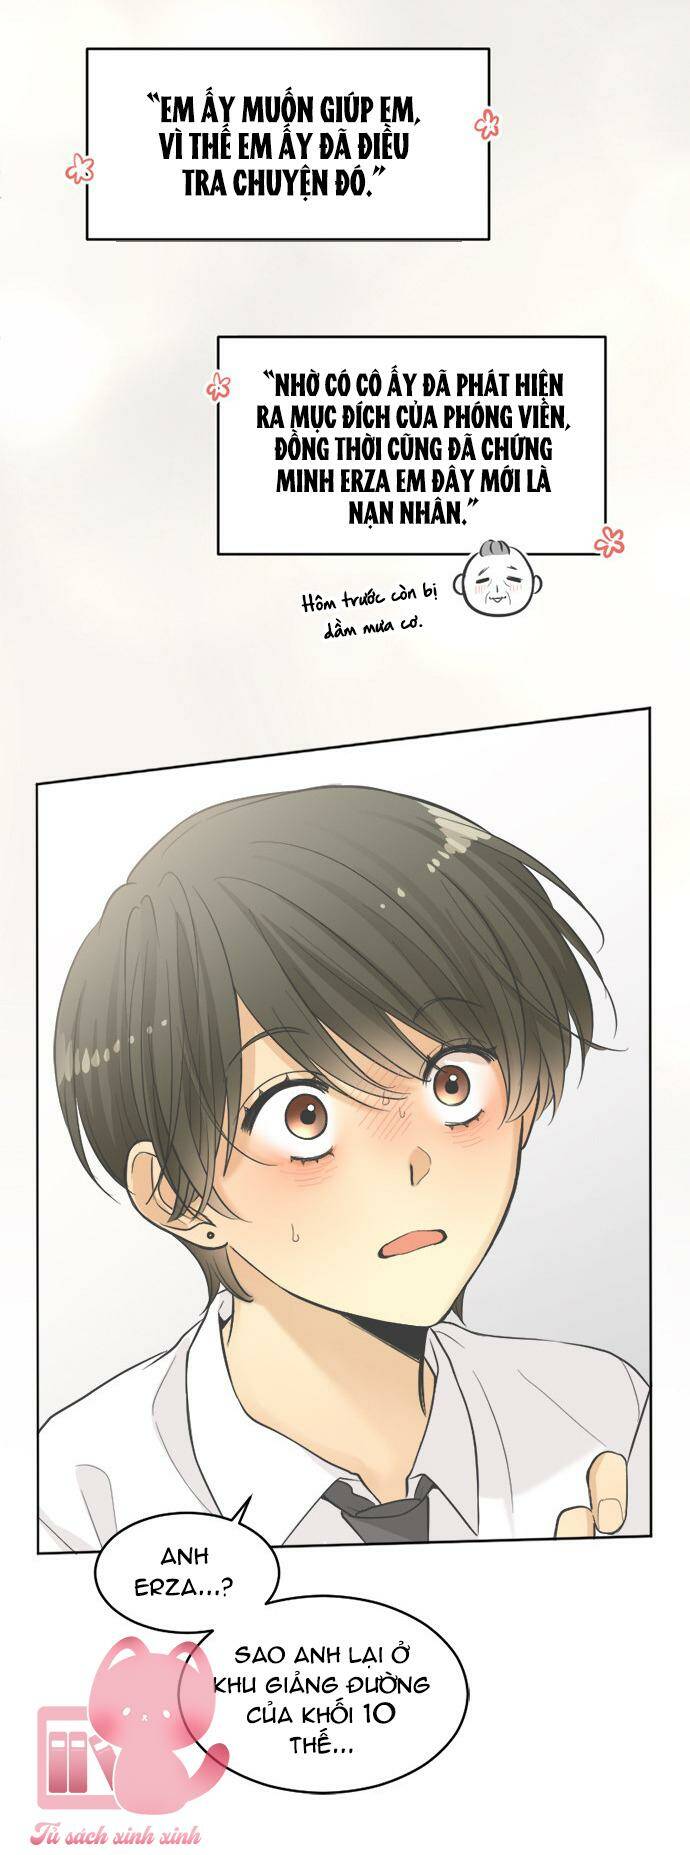 “EM ẤY MUỐN GIÚP EM,
VÌ THẾ EM ẤY ĐÃ ĐIỀU
TRA CHUYỆN ĐÓ.”
“NHỜ CÓ CÔ ẤY ĐÃ PHÁT HIỆN
RA MỤC ĐÍCH CỦA PHÓNG VIÊN,
ĐỒNG THỜI CŨNG ĐÃ CHỨNG
MINH ERZA EM ĐÂY MỚI LÀ
NẠN NHÂN.”
Hôm trước còn bị
dầm mưa cơ.
ANH
ERZA...?
SAO ANH LẠI Ở
KHU GIẢNG ĐƯỜNG
CỦA KHỐI 10
THẾ...
Tủ sách xinh xinh